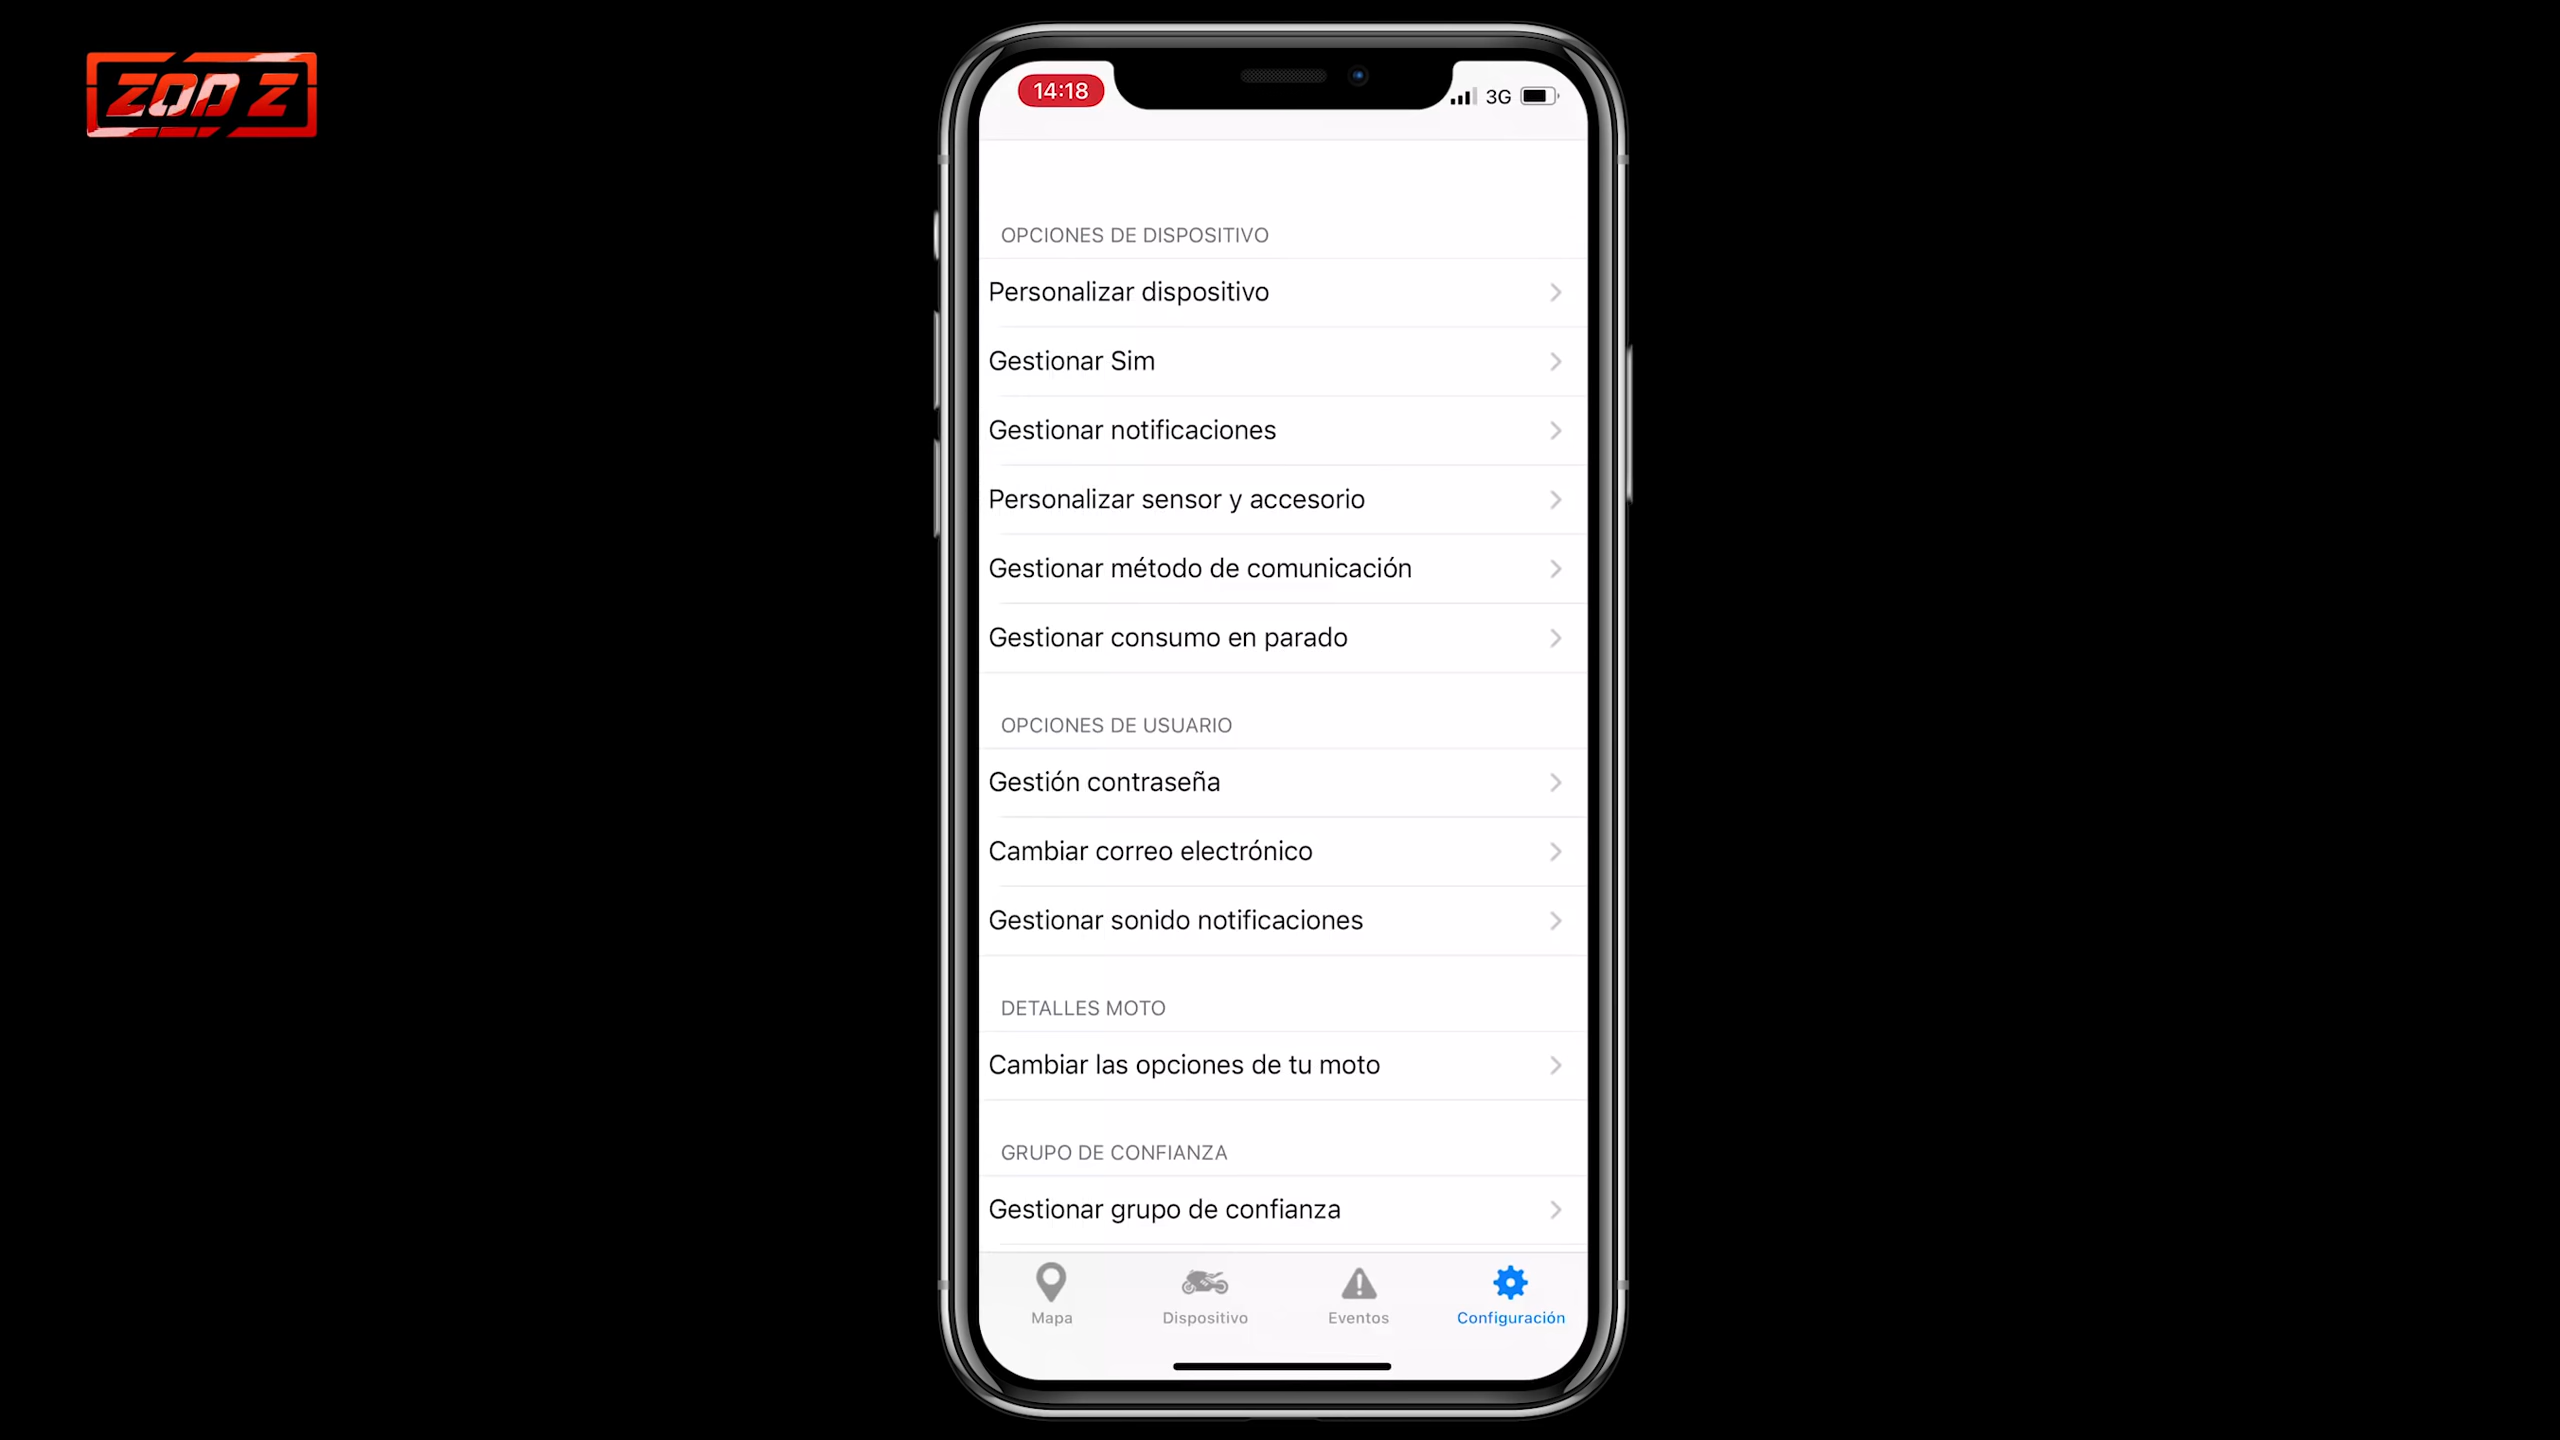 ZOD Z
14:18
3G
OPCIONES DE DISPOSITIVO
Personalizar dispositivo
Gestionar Sim
Gestionar notificaciones
Personalizar sensor y accesorio
Gestionar método de comunicación
Gestionar consumo en parado
OPCIONES DE USUARIO
Gestión contraseña
Cambiar correo electrónico
Gestionar sonido notificaciones
DETALLES MOTO
Cambiar las opciones de tu moto
GRUPO DE CONFIANZA
Gestionar grupo de confianza
Mapa
Dispositivo
Eventos
Configuración